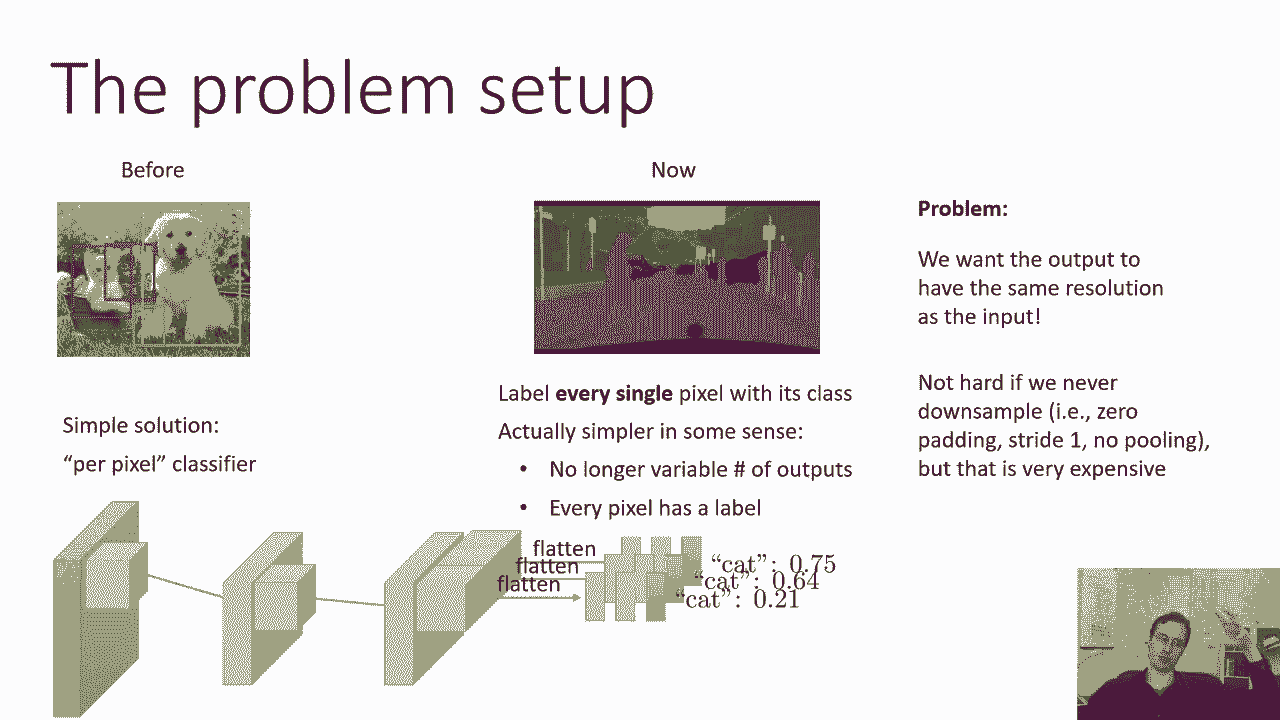 The problem setup
Before
Now
Simple solution:
“per pixel” classifier
Label every single pixel with its class
Actually simpler in some sense:
• No longer variable # of outputs
• Every pixel has a label
Problem:
We want the output to
have the same resolution
as the input!
Not hard if we never
downsample (i.e., zero
padding, stride 1, no pooling),
but that is very expensive
flatten
flatten
flatten
“cat”: 0.75
“cat”: 0.64
“cat”: 0.21